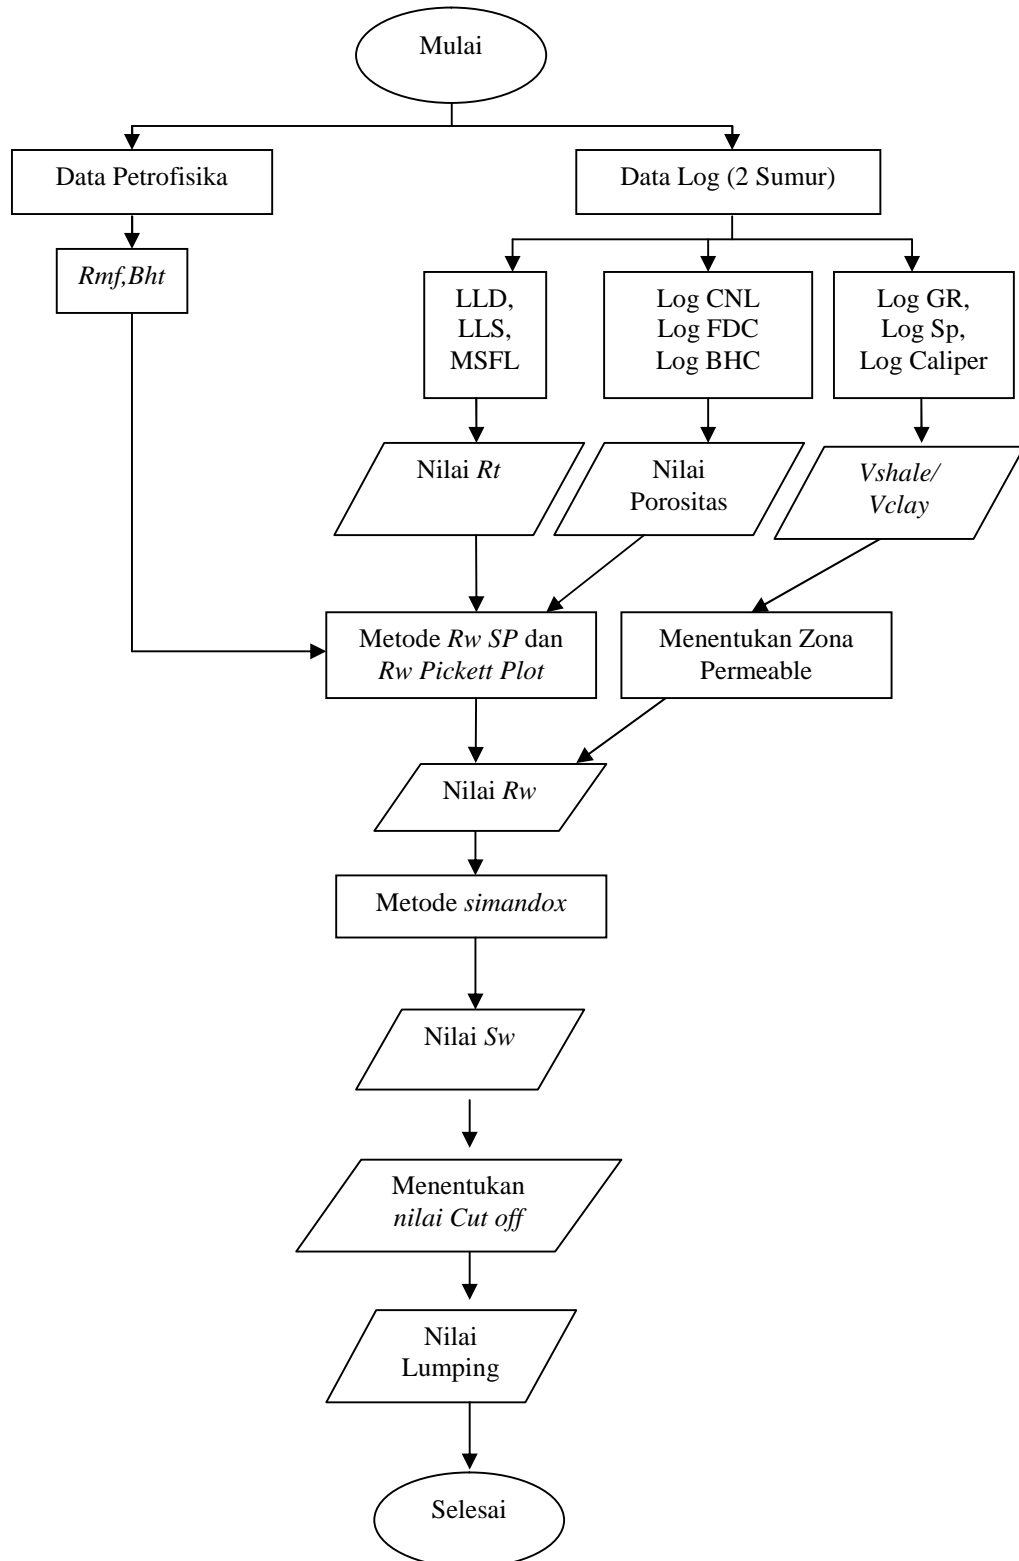 Mulai
Data Petrofisika
Data Log (2 Sumur)
Rmf,Bht
LLD,
LLS,
MSFL
Log CNL
Log FDC
Log BHC
Log GR,
Log Sp,
Log Caliper
Nilai Rt
Nilai
Porositas
Vshale/
Vclay
Metode Rw SP dan
Rw Pickett Plot
Menentukan Zona
Permeable
Nilai Rw
Metode simandox
Nilai Sw
Menentukan
nilai Cut off
Nilai
Lumping
Selesai